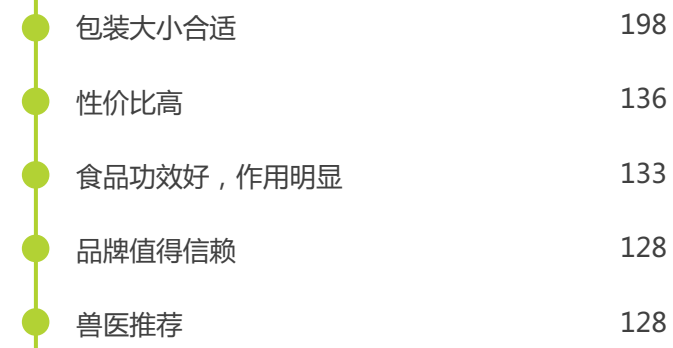 包装大小合适 198
性价比高 136
食品功效好，作用明显 133
品牌值得信赖 128
兽医推荐 128